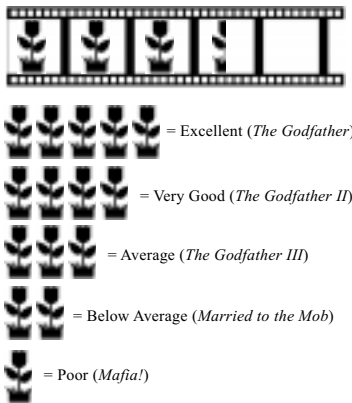 = Excellent (The Godfather)
= Very Good (The Godfather II)
= Average (The Godfather III)
= Below Average (Married to the Mob)
= Poor (Mafia!)